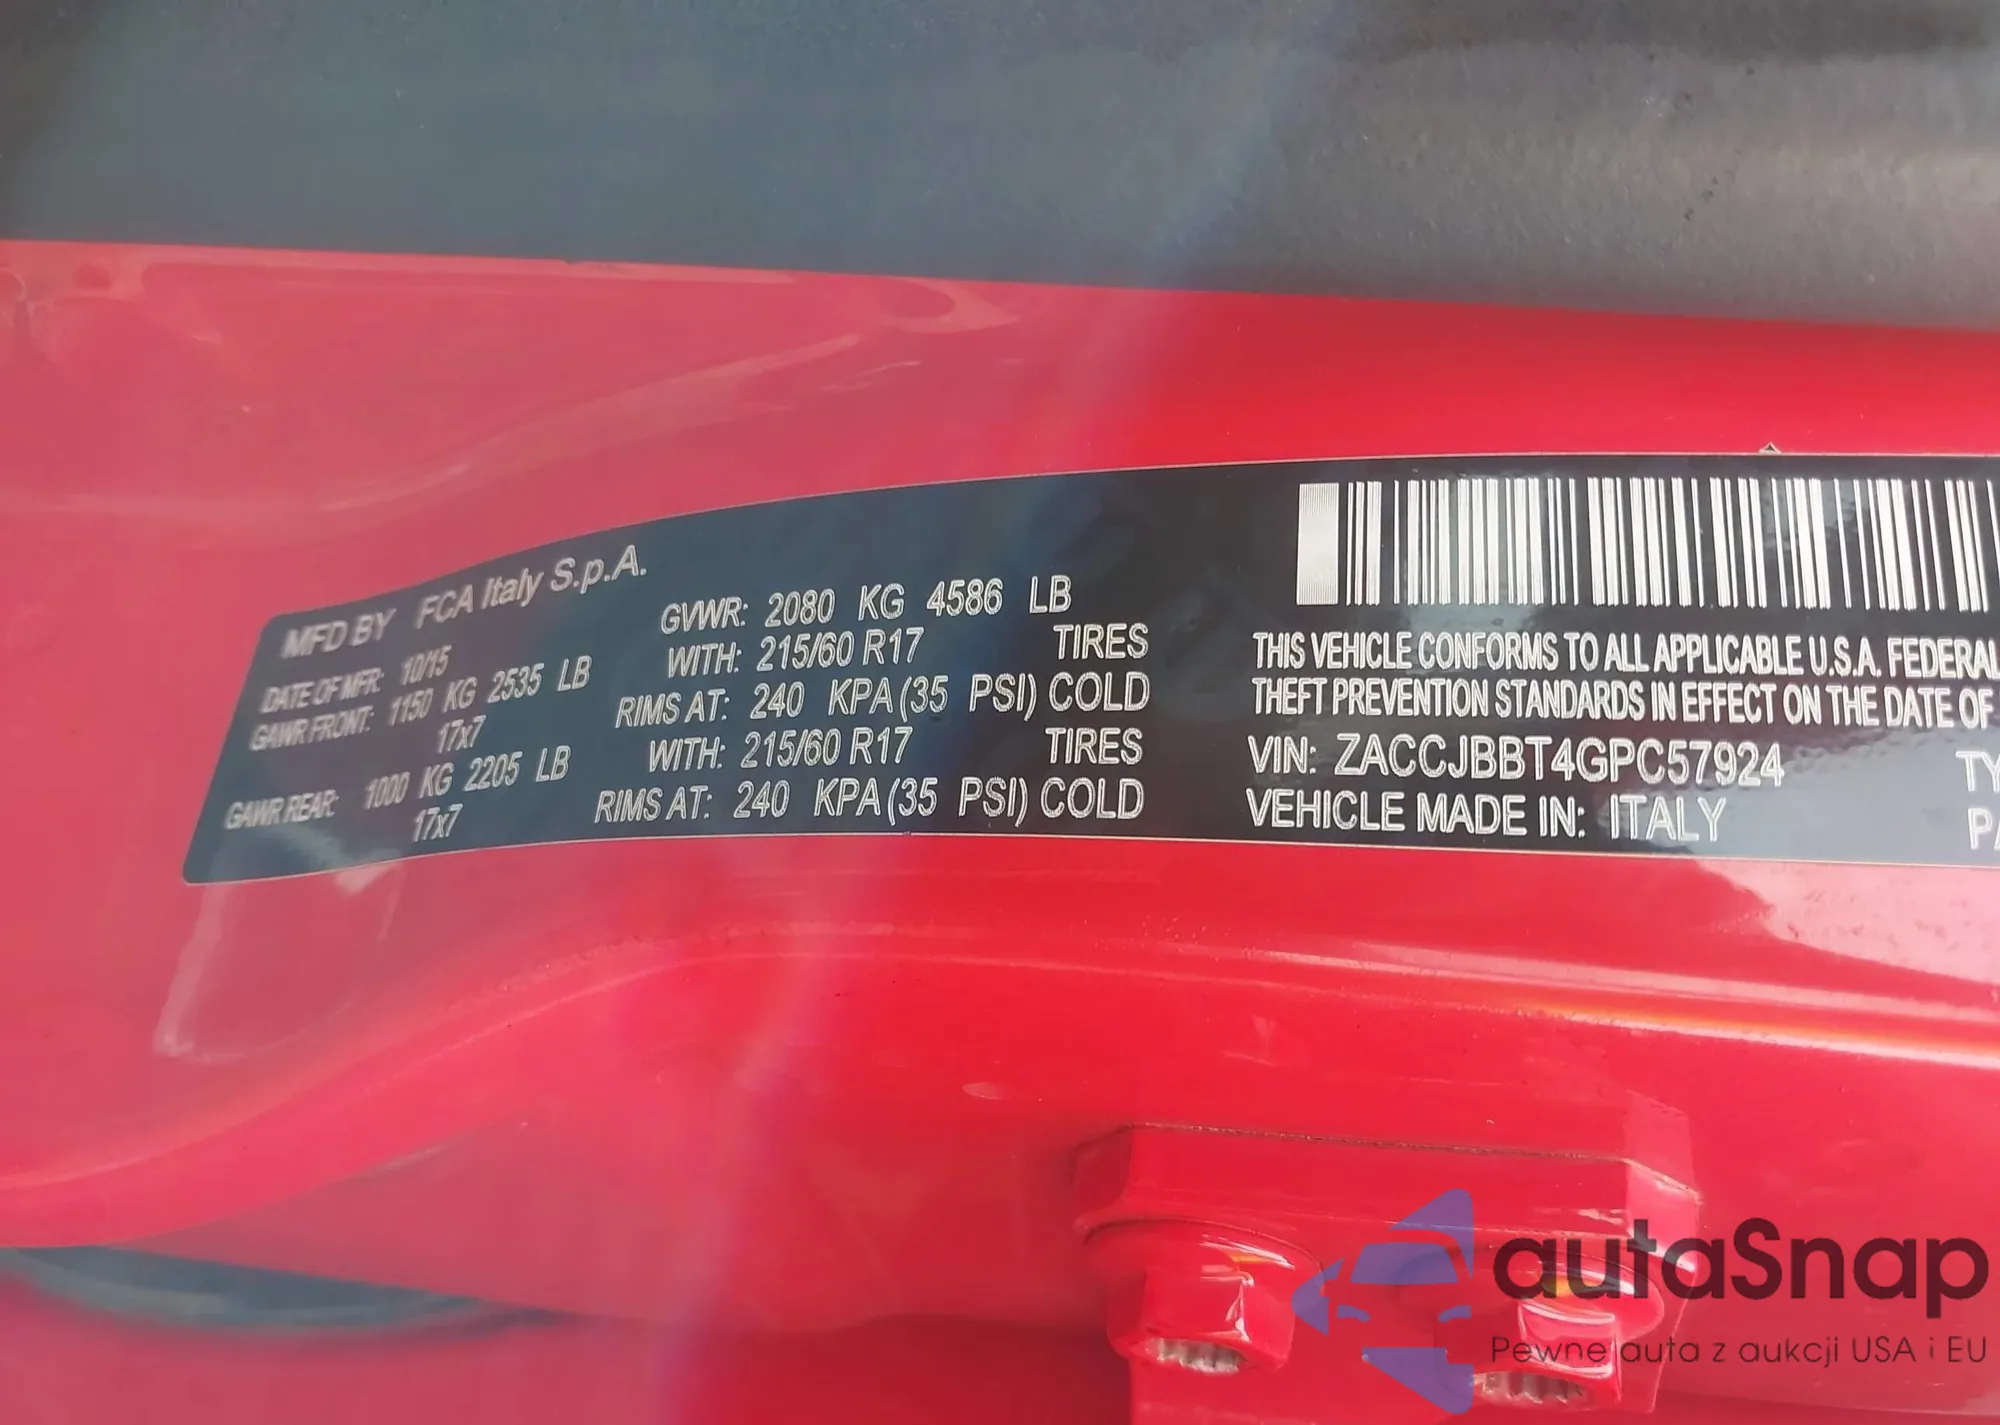 MFD BY FCA Italy S.p.A.
DATE OF MFR: 10/15 GVWR: 2080 KG 4586 LB
GAWR FRONT: 1150 KG 2535 LB WITH: 215/60 R17 TIRES
17x7 RIMS AT: 240 KPA (35 PSI) COLD
GAWR REAR: 1000 KG 2205 LB WITH: 215/60 R17 TIRES
17x7 RIMS AT: 240 KPA (35 PSI) COLD
THIS VEHICLE CONFORMS TO ALL APPLICABLE U.S.A. FEDERAL
THEFT PREVENTION STANDARDS IN EFFECT ON THE DATE OF
VIN: ZACCJBBT4GPC57924 TY
VEHICLE MADE IN: ITALY PA
autaSnap
Pewne auta z aukcji USA i EU